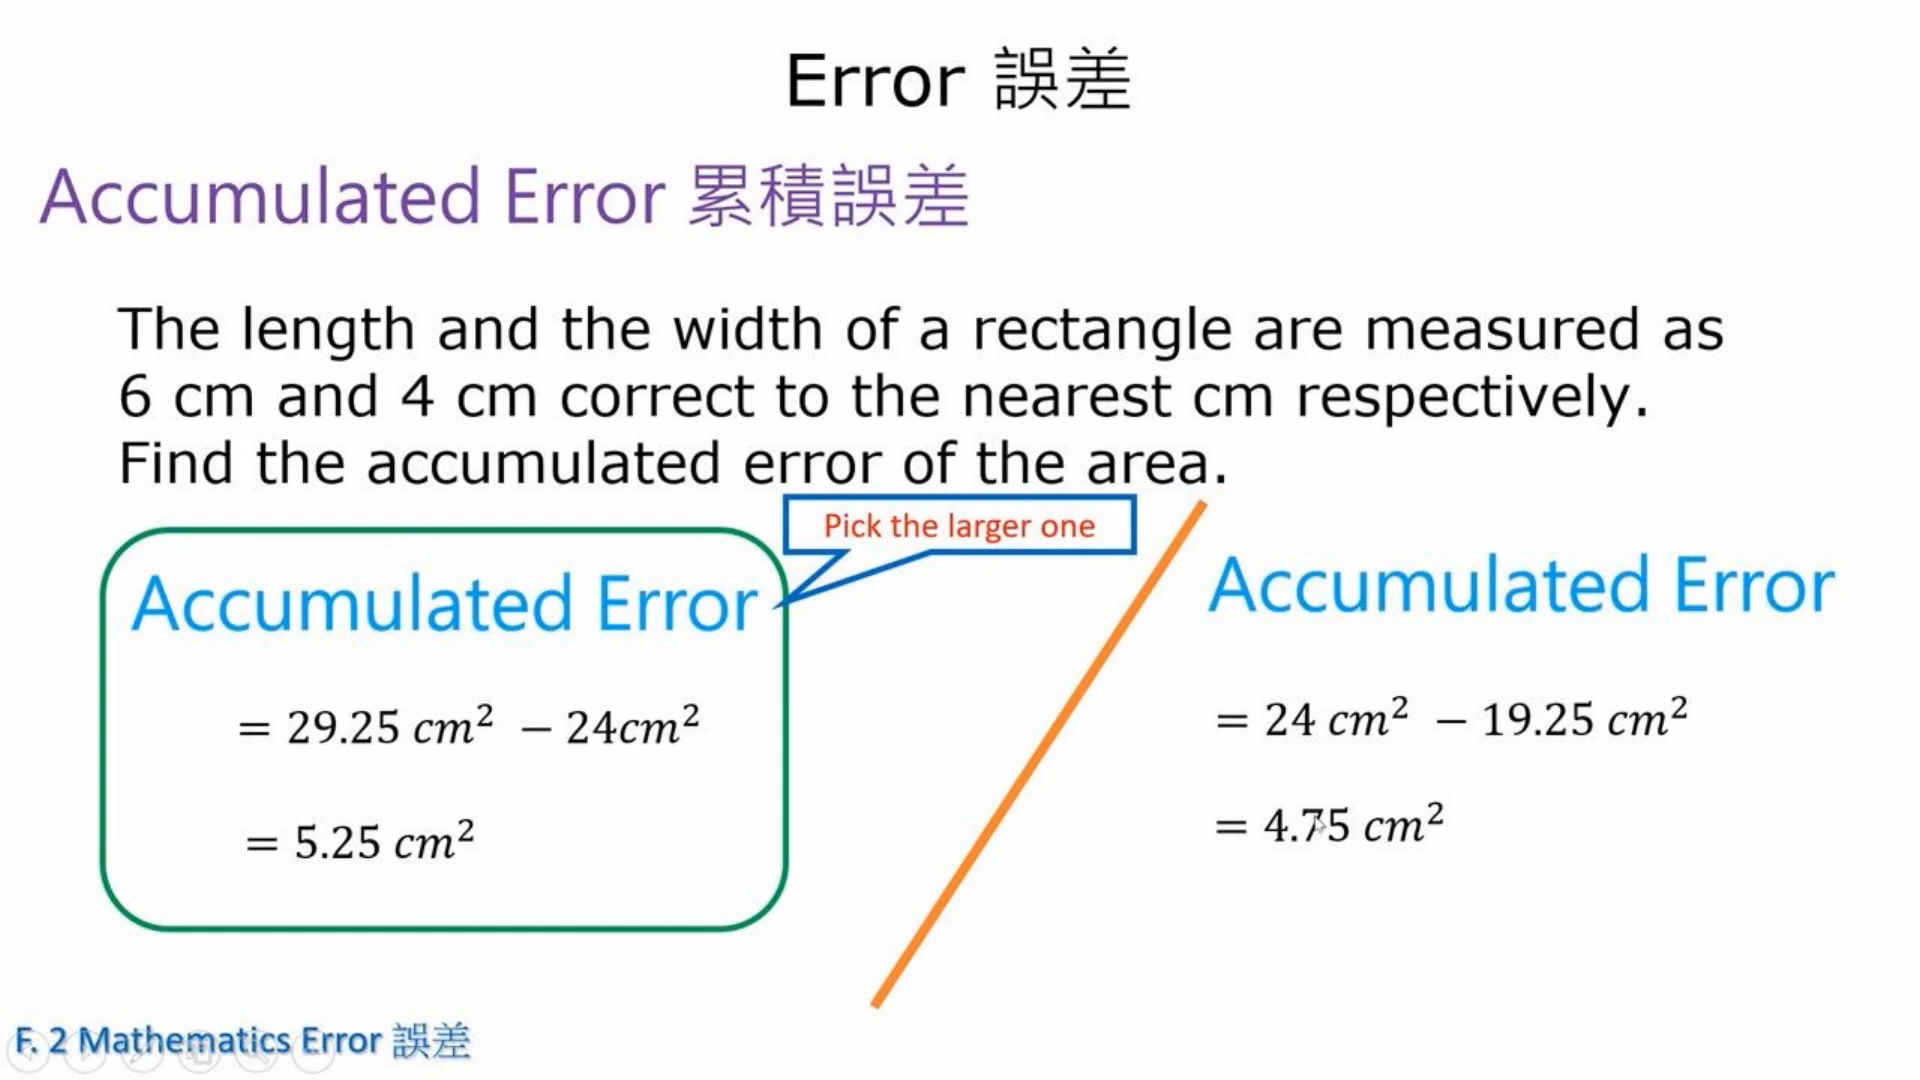 Error 誤差
Accumulated Error 累積誤差
The length and the width of a rectangle are measured as
6 cm and 4 cm correct to the nearest cm respectively.
Find the accumulated error of the area.
Pick the larger one
Accumulated Error
= 29.25 cm² − 24cm²
= 5.25 cm²
Accumulated Error
= 24 cm² − 19.25 cm²
= 4.75 cm²
F. 2 Mathematics Error 誤差